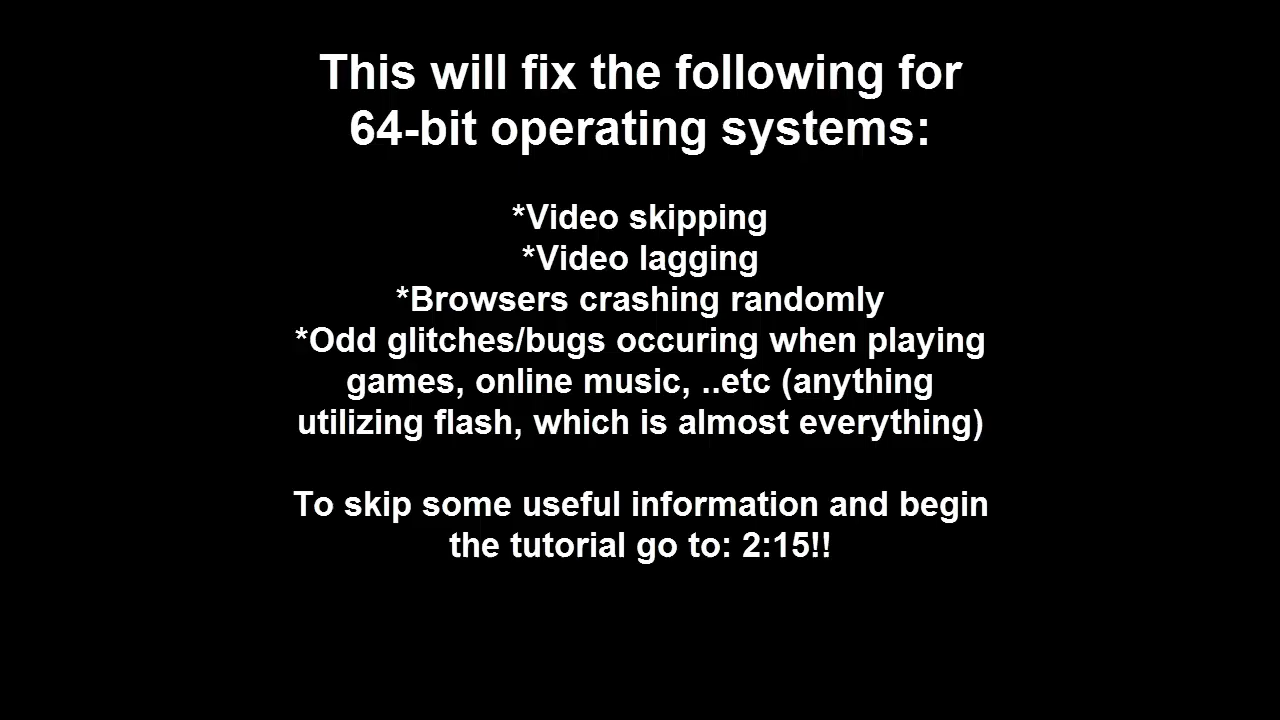 This will fix the following for
64-bit operating systems:
*Video skipping
*Video lagging
*Browsers crashing randomly
*Odd glitches/bugs occuring when playing
games, online music, ..etc (anything
utilizing flash, which is almost everything)
To skip some useful information and begin
the tutorial go to: 2:15!!